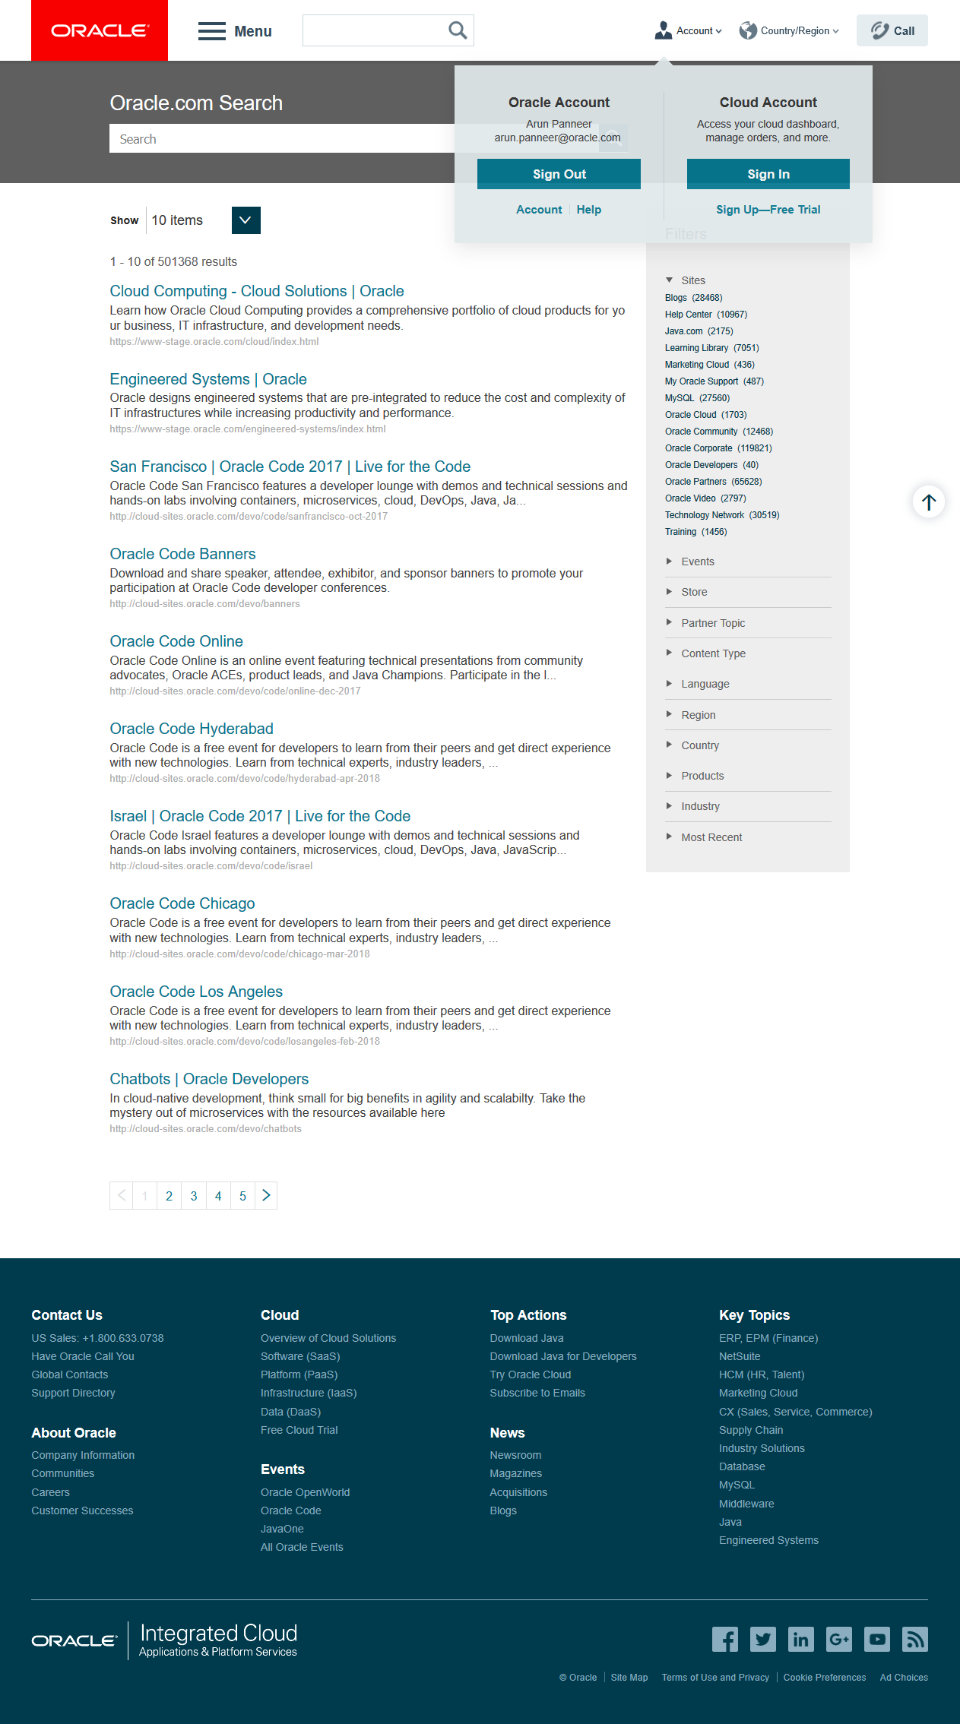 ORACLE
Menu
Account
Country/Region
Call
Oracle.com Search
Search
Oracle Account
Arun Panneer
arun.panneer@oracle.com
Sign Out
Account | Help
Cloud Account
Access your cloud dashboard,
manage orders, and more.
Sign In
Sign Up—Free Trial
Show
10 items
1 - 10 of 501368 results
Cloud Computing - Cloud Solutions | Oracle
Learn how Oracle Cloud Computing provides a comprehensive portfolio of cloud products for yo
ur business, IT infrastructure, and development needs.
https://www-stage.oracle.com/cloud/index.html
Engineered Systems | Oracle
Oracle designs engineered systems that are pre-integrated to reduce the cost and complexity of
IT infrastructures while increasing productivity and performance.
https://www-stage.oracle.com/engineered-systems/index.html
San Francisco | Oracle Code 2017 | Live for the Code
Oracle Code San Francisco features a developer lounge with demos and technical sessions and
hands-on labs involving containers, microservices, cloud, DevOps, Java, Ja...
http://cloud-sites.oracle.com/devo/code/sanfrancisco-oct-2017
Oracle Code Banners
Download and share speaker, attendee, exhibitor, and sponsor banners to promote your
participation at Oracle Code developer conferences.
http://cloud-sites.oracle.com/devo/banners
Oracle Code Online
Oracle Code Online is an online event featuring technical presentations from community
advocates, Oracle ACEs, product leads, and Java Champions. Participate in the l...
http://cloud-sites.oracle.com/devo/code/online-dec-2017
Oracle Code Hyderabad
Oracle Code is a free event for developers to learn from their peers and get direct experience
with new technologies. Learn from technical experts, industry leaders, ...
http://cloud-sites.oracle.com/devo/code/hyderabad-apr-2018
Israel | Oracle Code 2017 | Live for the Code
Oracle Code Israel features a developer lounge with demos and technical sessions and
hands-on labs involving containers, microservices, cloud, DevOps, Java, JavaScrip...
http://cloud-sites.oracle.com/devo/code/israel
Oracle Code Chicago
Oracle Code is a free event for developers to learn from their peers and get direct experience
with new technologies. Learn from technical experts, industry leaders, ...
http://cloud-sites.oracle.com/devo/code/chicago-mar-2018
Oracle Code Los Angeles
Oracle Code is a free event for developers to learn from their peers and get direct experience
with new technologies. Learn from technical experts, industry leaders, ...
http://cloud-sites.oracle.com/devo/code/losangeles-feb-2018
Chatbots | Oracle Developers
In cloud-native development, think small for big benefits in agility and scalabilty. Take the
mystery out of microservices with the resources available here
http://cloud-sites.oracle.com/devo/chatbots
1 2 3 4 5
Filters
Sites
Blogs (28468)
Help Center (10967)
Java.com (2175)
Learning Library (7051)
Marketing Cloud (436)
My Oracle Support (487)
MySQL (27560)
Oracle Cloud (1703)
Oracle Community (12468)
Oracle Corporate (119821)
Oracle Developers (40)
Oracle Partners (65628)
Oracle Video (2797)
Technology Network (30519)
Training (1456)
Events
Store
Partner Topic
Content Type
Language
Region
Country
Products
Industry
Most Recent
Contact Us
US Sales: +1.800.633.0738
Have Oracle Call You
Global Contacts
Support Directory
About Oracle
Company Information
Communities
Careers
Customer Successes
Cloud
Overview of Cloud Solutions
Software (SaaS)
Platform (PaaS)
Infrastructure (IaaS)
Data (DaaS)
Free Cloud Trial
Events
Oracle OpenWorld
Oracle Code
JavaOne
All Oracle Events
Top Actions
Download Java
Download Java for Developers
Try Oracle Cloud
Subscribe to Emails
News
Newsroom
Magazines
Acquisitions
Blogs
Key Topics
ERP, EPM (Finance)
NetSuite
HCM (HR, Talent)
Marketing Cloud
CX (Sales, Service, Commerce)
Supply Chain
Industry Solutions
Database
MySQL
Middleware
Java
Engineered Systems
ORACLE
Integrated Cloud
Applications & Platform Services
© Oracle | Site Map Terms of Use and Privacy | Cookie Preferences Ad Choices